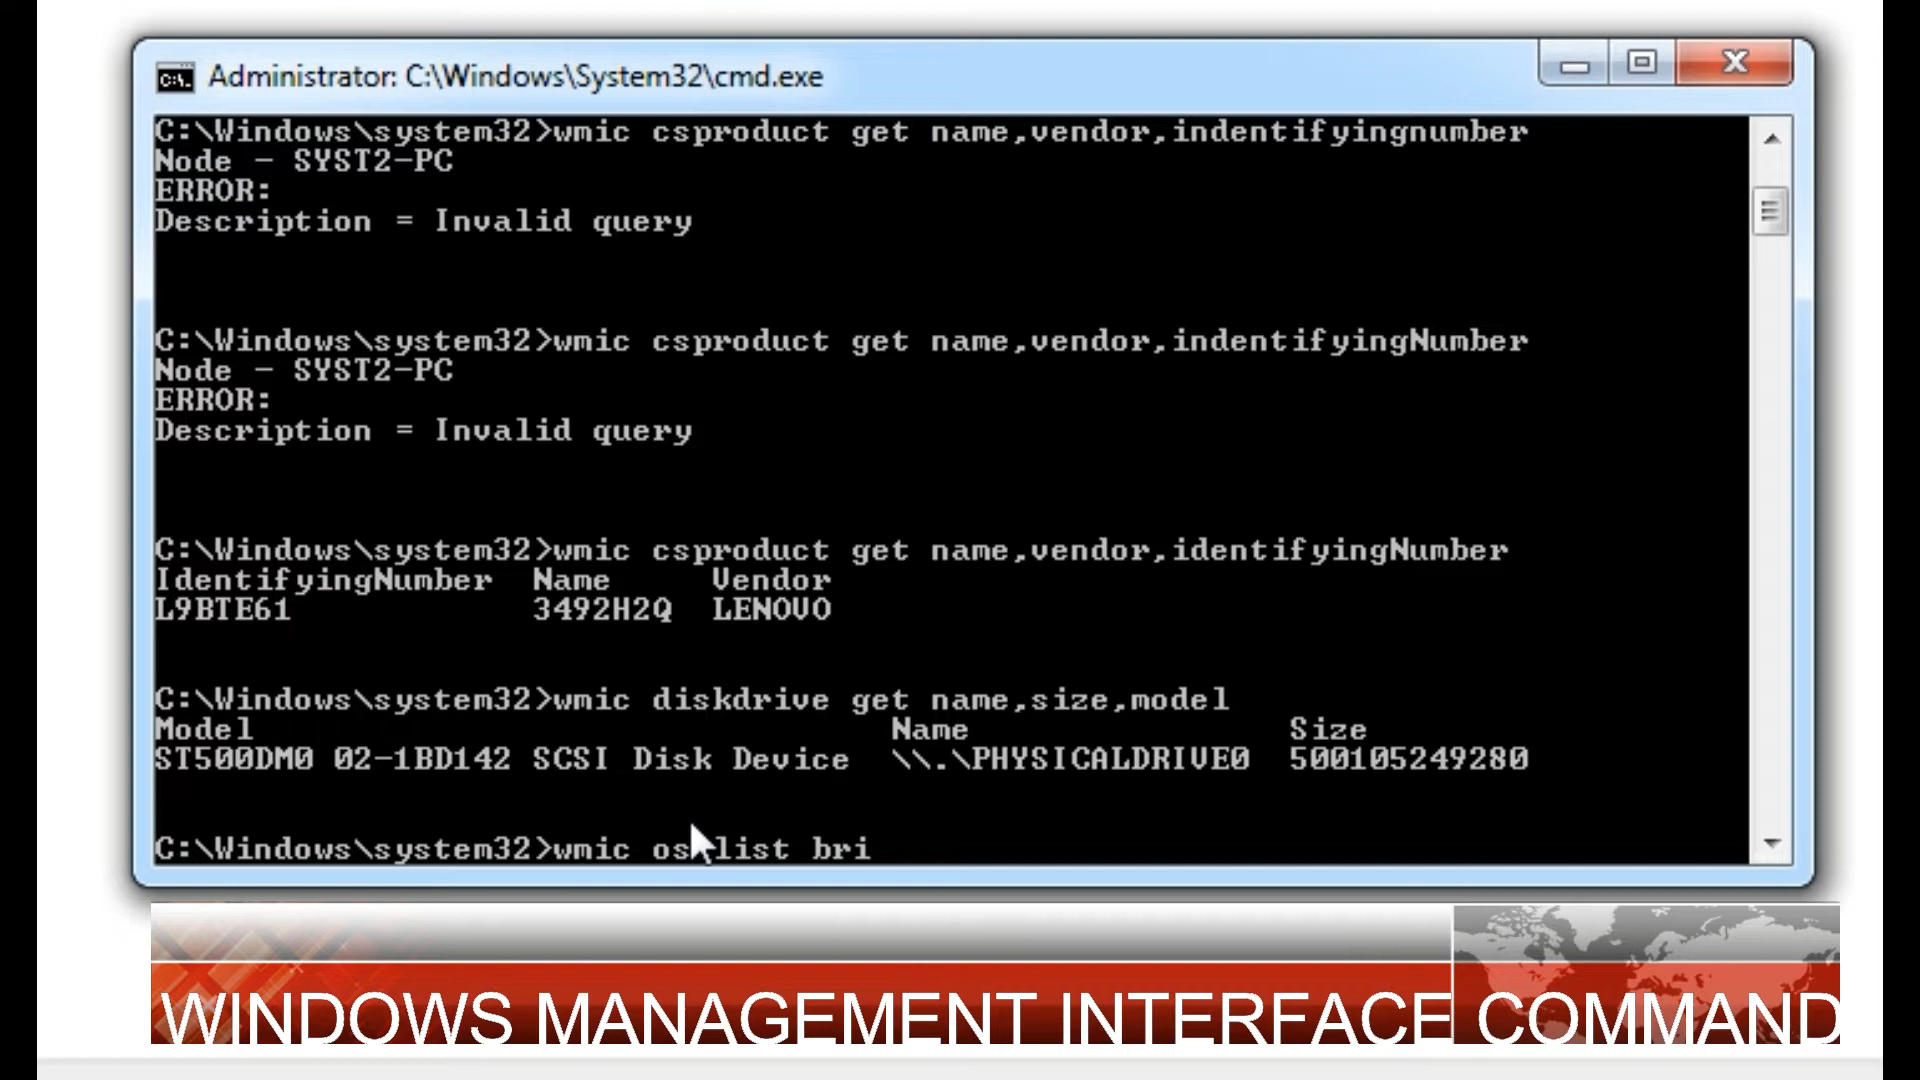 Administrator: C:\Windows\System32\cmd.exe
C:\Windows\system32>wmic csproduct get name,vendor,indentifyingnumber
Node - SYST2-PC
ERROR:
Description = Invalid query
C:\Windows\system32>wmic csproduct get name,vendor,indentifyingNumber
Node - SYST2-PC
ERROR:
Description = Invalid query
C:\Windows\system32>wmic csproduct get name,vendor,identifyingNumber
IdentifyingNumber Name Vendor
L9BTE61 3492H2Q LENOVO
C:\Windows\system32>wmic diskdrive get name,size,model
Model Name Size
ST500DM0 02-1BD142 SCSI Disk Device \\.\PHYSICALDRIVE0 500105249280
C:\Windows\system32>wmic os list bri
WINDOWS MANAGEMENT INTERFACE COMMAND